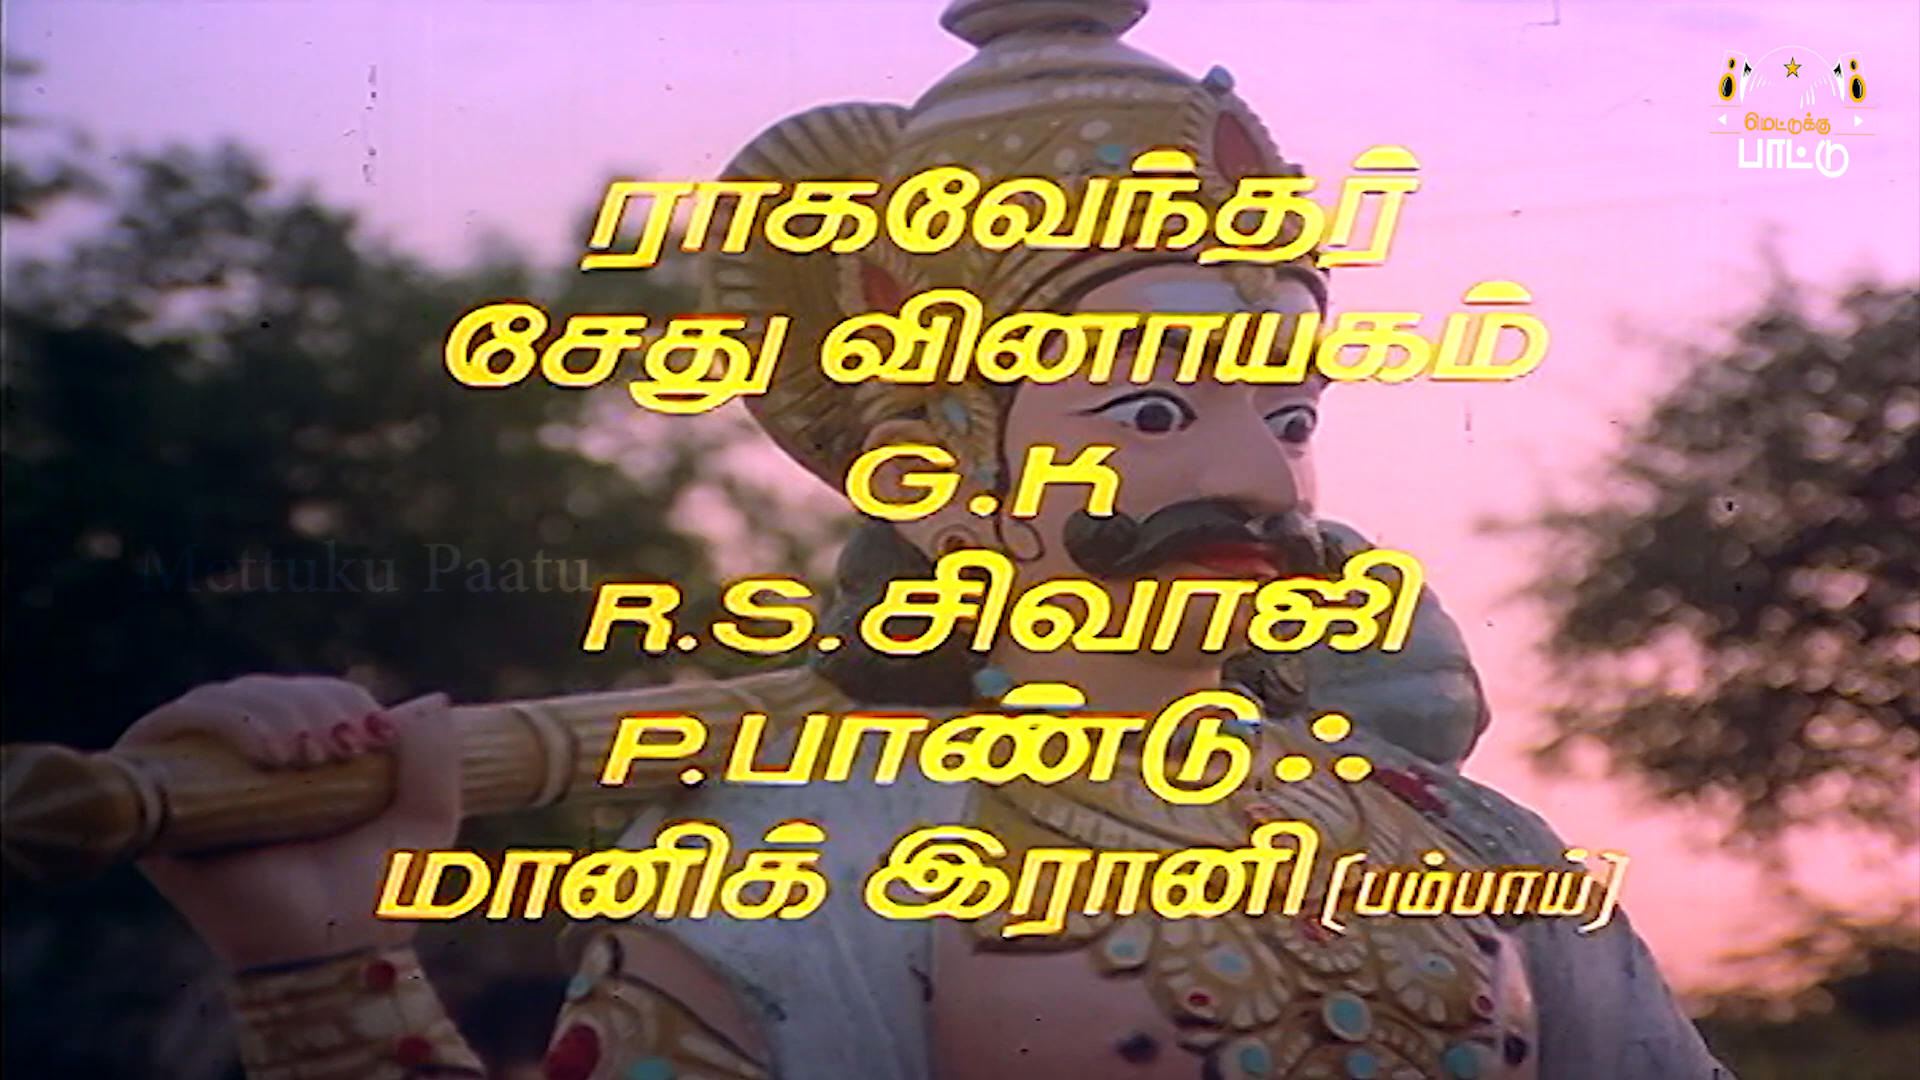 மெட்டுக்கு
பாட்டு
ராகவேந்தர்
சேது வினாயகம்
G.K
R.S.சிவாஜி
P.பாண்டு ஃ
மானிக் இரானி (பம்பாய்)
Mettuku Paatu